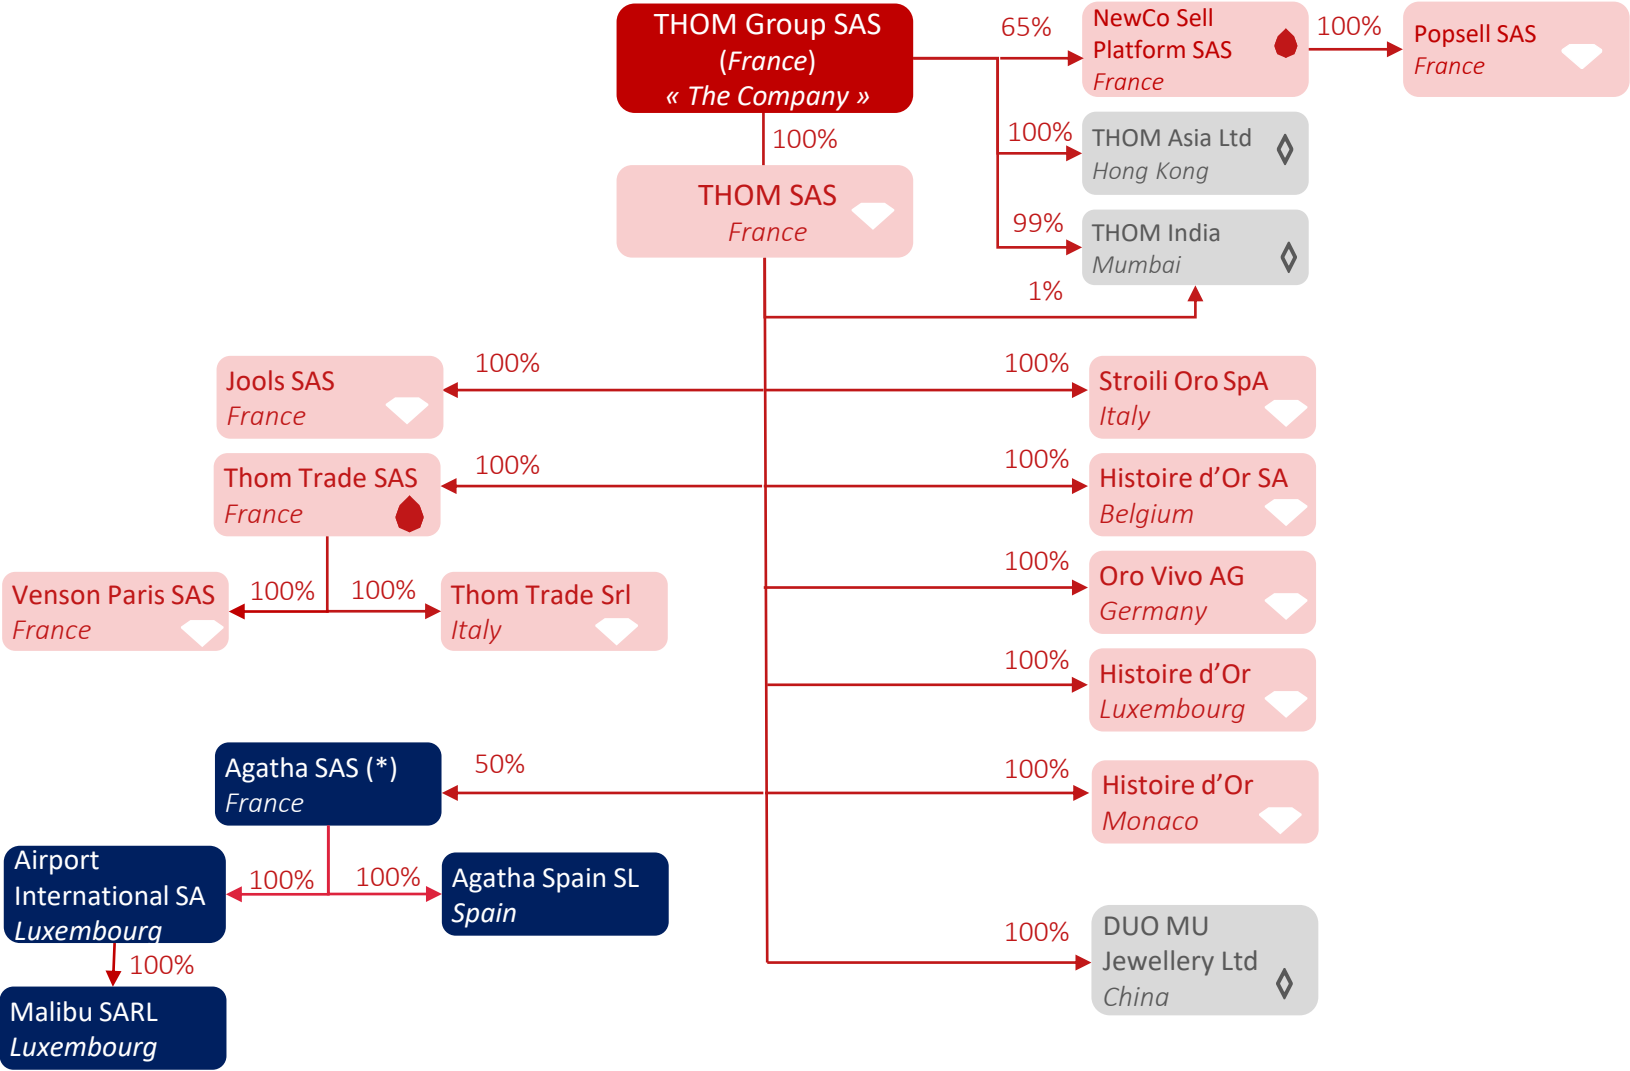 THOM Group SAS
(France)
« The Company »
65%
NewCo Sell
Platform SAS
France
100%
Popsell SAS
France
100%
THOM Asia Ltd
Hong Kong
100%
THOM SAS
France
99%
THOM India
Mumbai
1%
100%
Jools SAS
France
100%
Stroili Oro SpA
Italy
100%
Thom Trade SAS
France
100%
Histoire d’Or SA
Belgium
Venson Paris SAS
France
100%
100%
Thom Trade Srl
Italy
100%
Oro Vivo AG
Germany
100%
Histoire d’Or
Luxembourg
Agatha SAS (*)
France
50%
100%
Histoire d’Or
Monaco
Airport
International SA
Luxembourg
100%
100%
Agatha Spain SL
Spain
100%
DUO MU
Jewellery Ltd
China
100%
Malibu SARL
Luxembourg